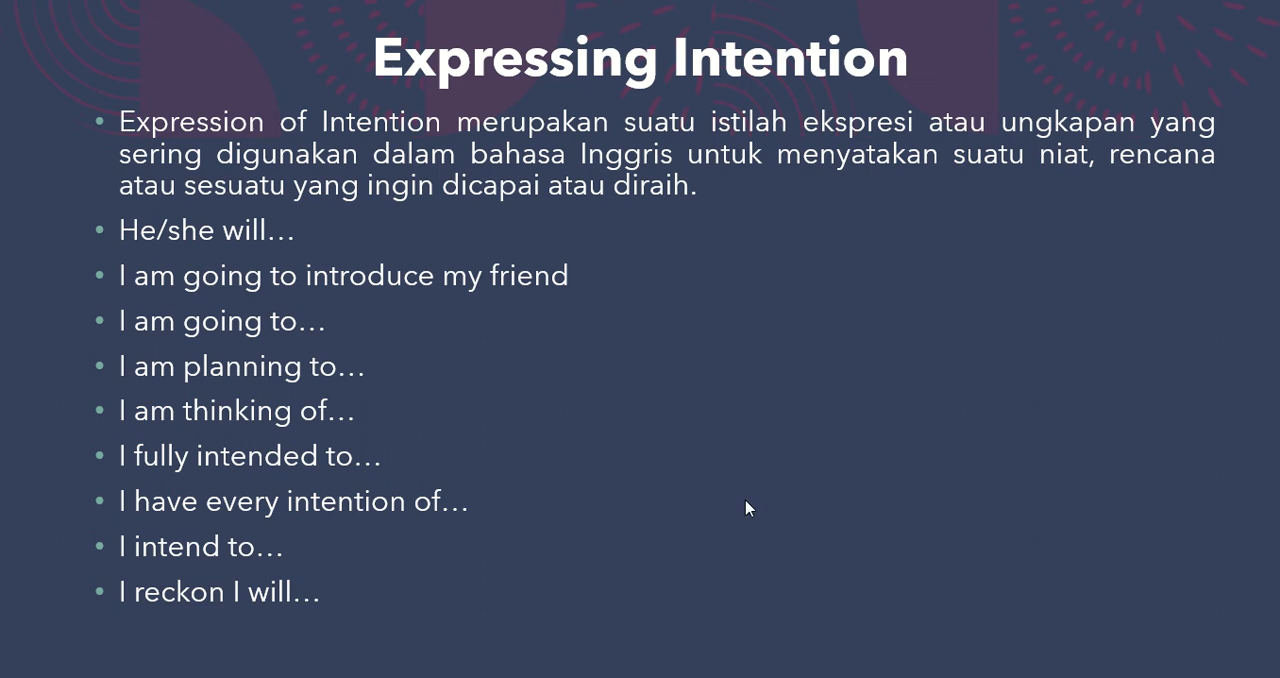 Expressing Intention
• Expression of Intention merupakan suatu istilah ekspresi atau ungkapan yang
sering digunakan dalam bahasa Inggris untuk menyatakan suatu niat, rencana
atau sesuatu yang ingin dicapai atau diraih.
• He/she will…
• I am going to introduce my friend
• I am going to…
• I am planning to…
• I am thinking of…
• I fully intended to…
• I have every intention of…
• I intend to…
• I reckon I will…